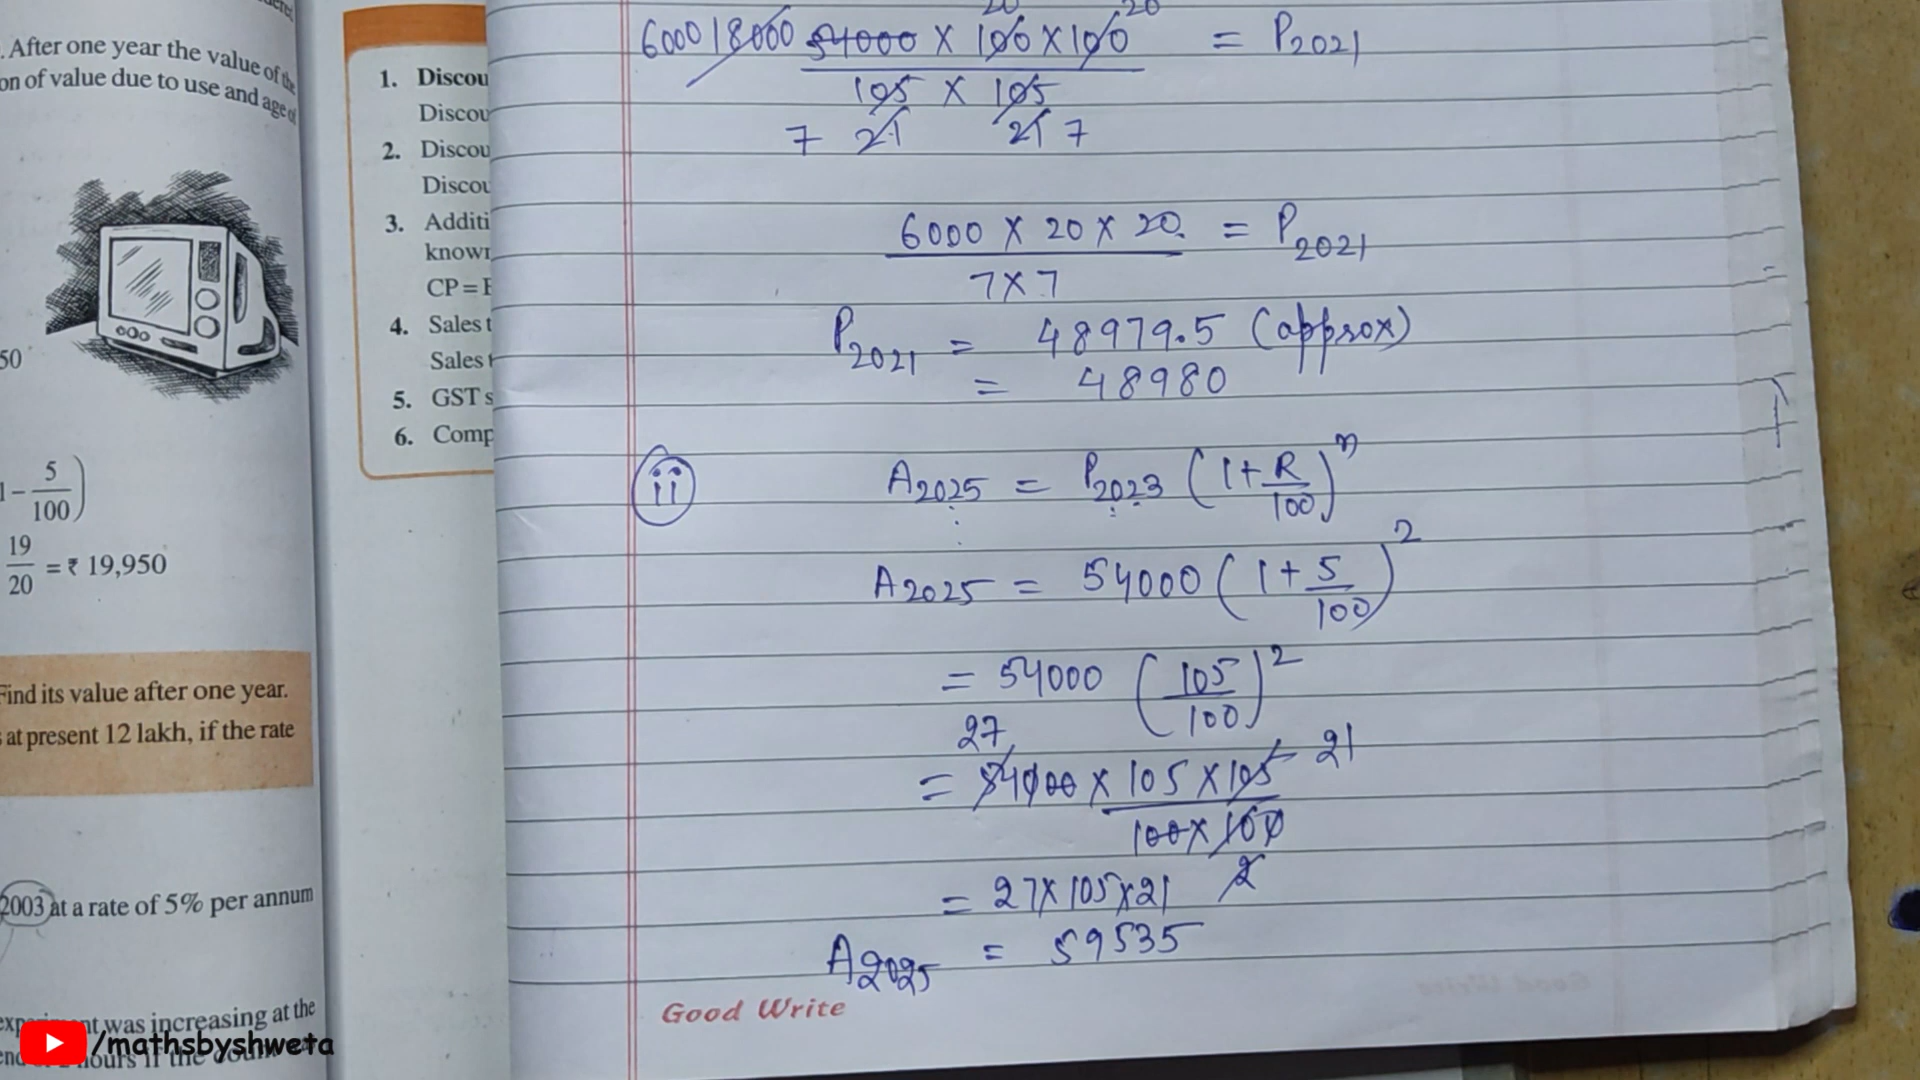 . After one year the value of the
on of value due to use and age of
50
1 - 5/100)
19/20 = ₹ 19,950
Find its value after one year.
at present 12 lakh, if the rate
2003 at a rate of 5% per annum
nt was increasing at the
hours if the
/mathsbyshweta
1. Discou
Discou
2. Discou
Discou
3. Additi
known
CP =
4. Sales t
Sales t
5. GST s
6. Comp
20 20
6000 18000 54000 × 100 × 100 = P2021
105 × 105
7 21 21 7
6000 × 20 × 20 = P2021
7 × 7
P2021 = 48979.5 (approx)
= 48980
ii A2025 = P2023 (1 + R/100)^n
A2025 = 54000 (1 + 5/100)^2
= 54000 (105/100)^2
27
= 54000 × 105 × 105 21
100 × 100
2
= 27 × 105 × 21
A2025 = 59535
Good Write